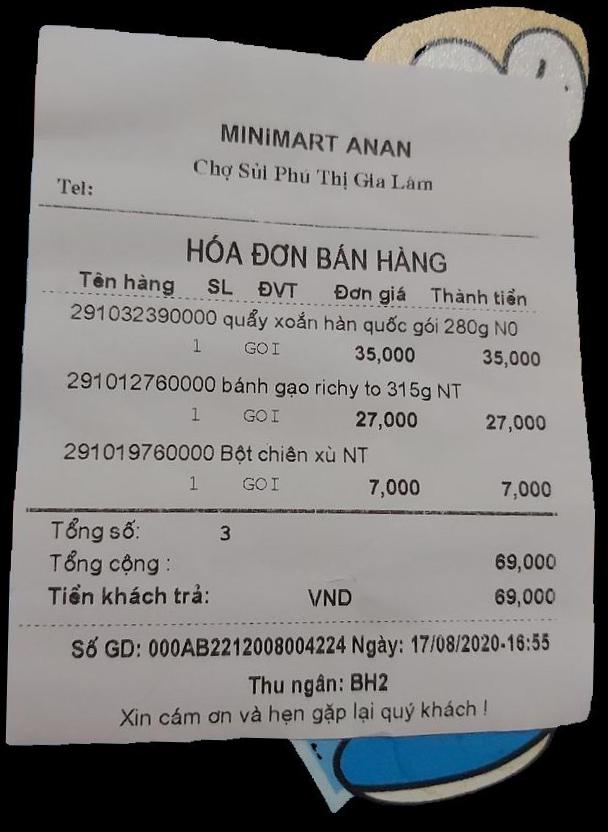 MINiMART ANAN
Chợ Sủi Phú Thị Gia Lâm
Tel:
HÓA ĐƠN BÁN HÀNG
Tên hàng SL ĐVT Đơn giá Thành tiền
291032390000 quẩy xoắn hàn quốc gói 280g N0
1 GOI 35,000 35,000
291012760000 bánh gạo richy to 315g NT
1 GOI 27,000 27,000
291019760000 Bột chiên xù NT
1 GOI 7,000 7,000
Tổng số: 3
Tổng cộng : 69,000
Tiền khách trả: VND 69,000
Số GD: 000AB2212008004224 Ngày: 17/08/2020-16:55
Thu ngân: BH2
Xin cám ơn và hẹn gặp lại quý khách !